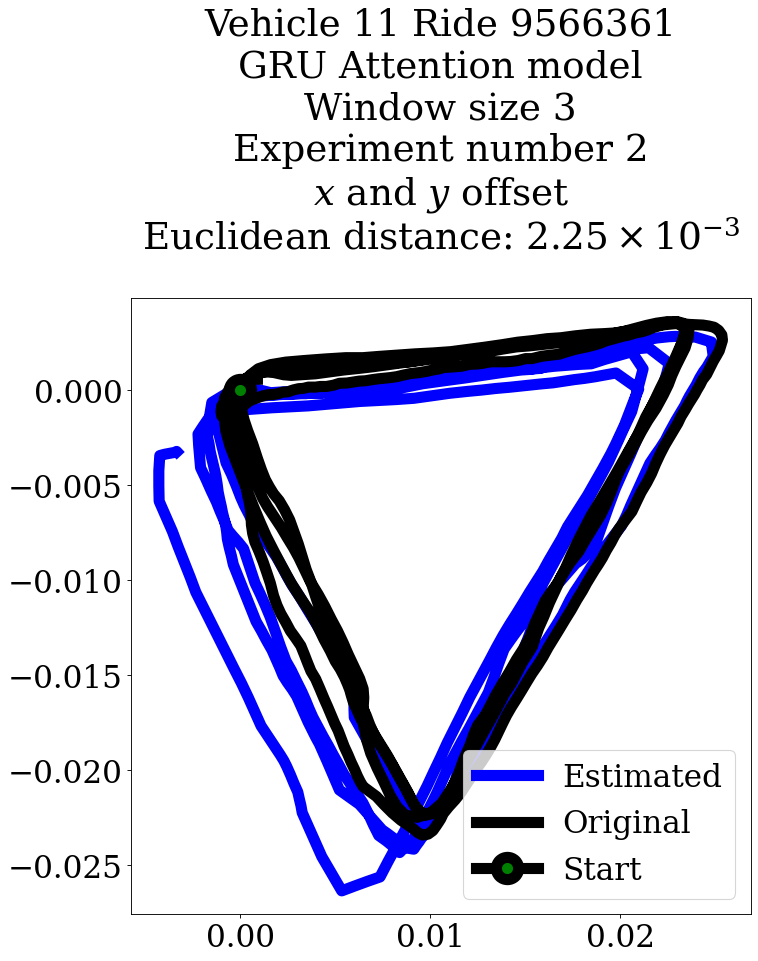 Vehicle 11 Ride 9566361
GRU Attention model
Window size 3
Experiment number 2
x and y offset
Euclidean distance: 2.25 × 10⁻³
0.000
−0.005
−0.010
−0.015
−0.020
−0.025
0.00
0.01
0.02
Estimated
Original
Start